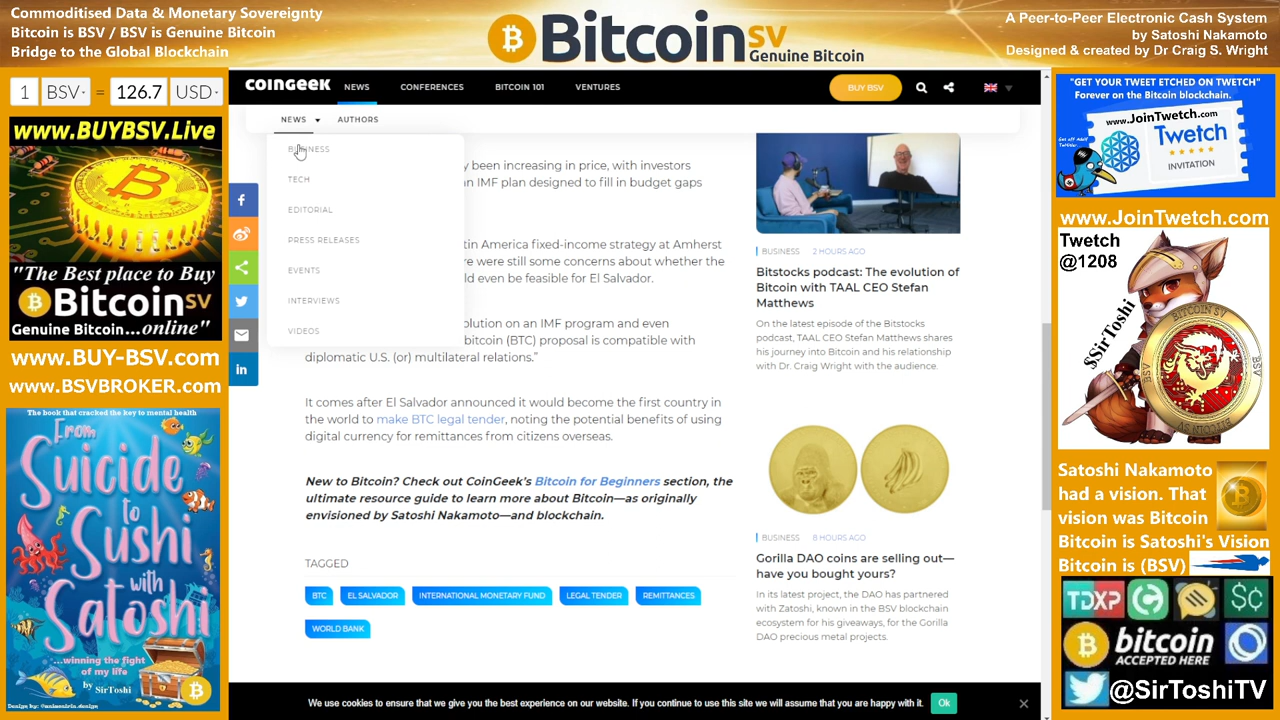 Commoditised Data & Monetary Sovereignty
Bitcoin is BSV / BSV is Genuine Bitcoin
Bridge to the Global Blockchain
Bitcoin SV
Genuine Bitcoin
A Peer-to-Peer Electronic Cash System
by Satoshi Nakamoto
Designed & created by Dr Craig S. Wright
1 BSV = 126.7 USD
www.BUYBSV.Live
"The Best place to Buy
Bitcoin SV
Genuine Bitcoin...online"
www.BUY-BSV.com
www.BSVBROKER.com
The book that cracked the key to mental health
From
Suicide
to
Sushi
with
Satoshi
...winning the fight
of my life
by SirToshi
COINGEEK
NEWS
CONFERENCES
BITCOIN 101
VENTURES
BUY BSV
NEWS
AUTHORS
BUSINESS
TECH
EDITORIAL
PRESS RELEASES
EVENTS
INTERVIEWS
VIDEOS
y been increasing in price, with investors
n IMF plan designed to fill in budget gaps
tin America fixed-income strategy at Amherst
re were still some concerns about whether the
ld even be feasible for El Salvador.
olution on an IMF program and even
bitcoin (BTC) proposal is compatible with
diplomatic U.S. (or) multilateral relations."
It comes after El Salvador announced it would become the first country in
the world to make BTC legal tender, noting the potential benefits of using
digital currency for remittances from citizens overseas.
New to Bitcoin? Check out CoinGeek's Bitcoin for Beginners section, the
ultimate resource guide to learn more about Bitcoin—as originally
envisioned by Satoshi Nakamoto—and blockchain.
TAGGED
BTC
EL SALVADOR
INTERNATIONAL MONETARY FUND
LEGAL TENDER
REMITTANCES
WORLD BANK
BUSINESS 2 HOURS AGO
Bitstocks podcast: The evolution of
Bitcoin with TAAL CEO Stefan
Matthews
On the latest episode of the Bitstocks
podcast, TAAL CEO Stefan Matthews shares
his journey into Bitcoin and his relationship
with Dr. Craig Wright with the audience.
BUSINESS 8 HOURS AGO
Gorilla DAO coins are selling out—
have you bought yours?
In its latest project, the DAO has partnered
with Zatoshi, known in the BSV blockchain
ecosystem for his giveaways, for the Gorilla
DAO precious metal projects.
We use cookies to ensure that we give you the best experience on our website. If you continue to use this site we will assume that you are happy with it.
Ok
"GET YOUR TWEET ETCHED ON TWETCH"
Forever on the Bitcoin blockchain.
www.JoinTwetch.com
Twetch
INVITATION
www.JoinTwetch.com
Twetch
@1208
$SirToshi
BITCOIN SV
BSV
BSV
Satoshi Nakamoto
had a vision. That
vision was Bitcoin
Bitcoin is Satoshi's Vision
Bitcoin is (BSV)
TDXP
bitcoin
ACCEPTED HERE
@SirToshiTV